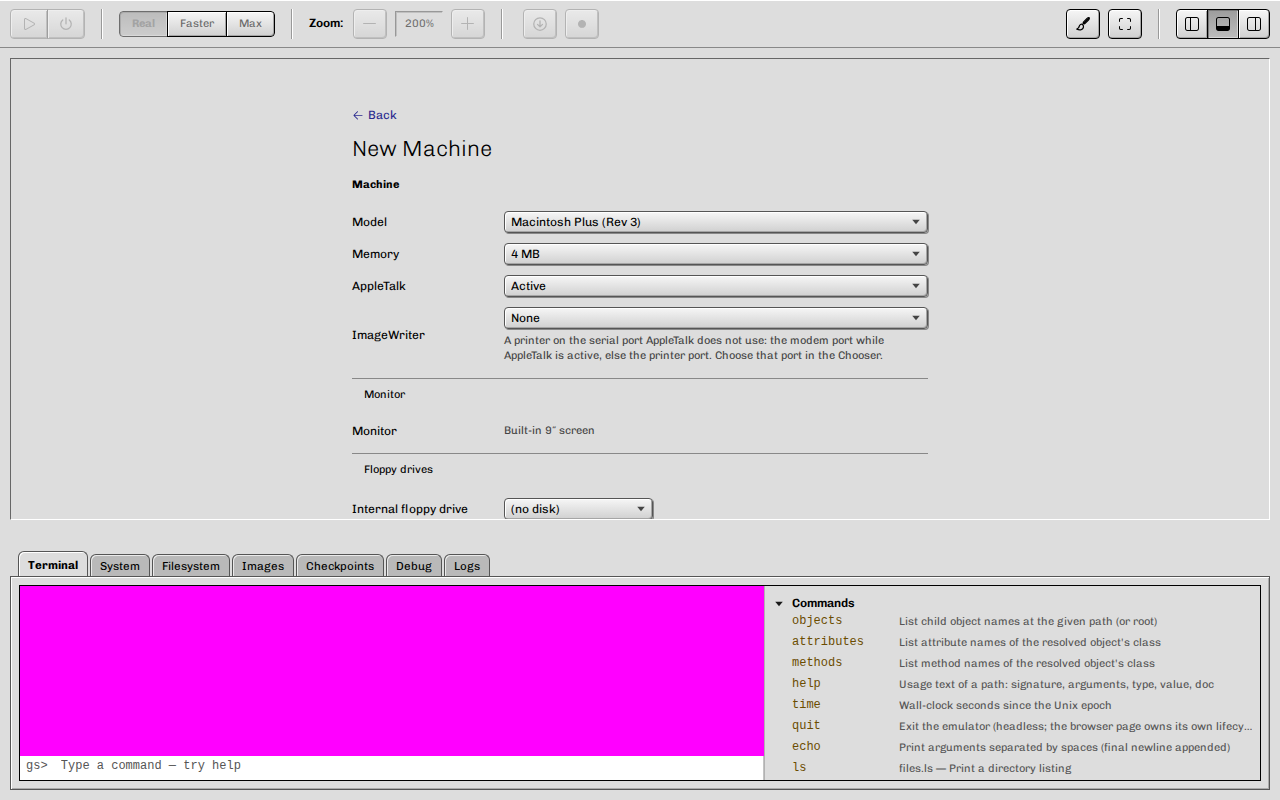 Real Faster Max Zoom: 200%
← Back
New Machine
Machine
Model Macintosh Plus (Rev 3)
Memory 4 MB
AppleTalk Active
None
ImageWriter
A printer on the serial port AppleTalk does not use: the modem port while
AppleTalk is active, else the printer port. Choose that port in the Chooser.
Monitor
Monitor Built-in 9″ screen
Floppy drives
Internal floppy drive (no disk)
Terminal System Filesystem Images Checkpoints Debug Logs
Commands
objects List child object names at the given path (or root)
attributes List attribute names of the resolved object's class
methods List method names of the resolved object's class
help Usage text of a path: signature, arguments, type, value, doc
time Wall-clock seconds since the Unix epoch
quit Exit the emulator (headless; the browser page owns its own lifecy...
echo Print arguments separated by spaces (final newline appended)
ls files.ls — Print a directory listing
gs> Type a command — try help